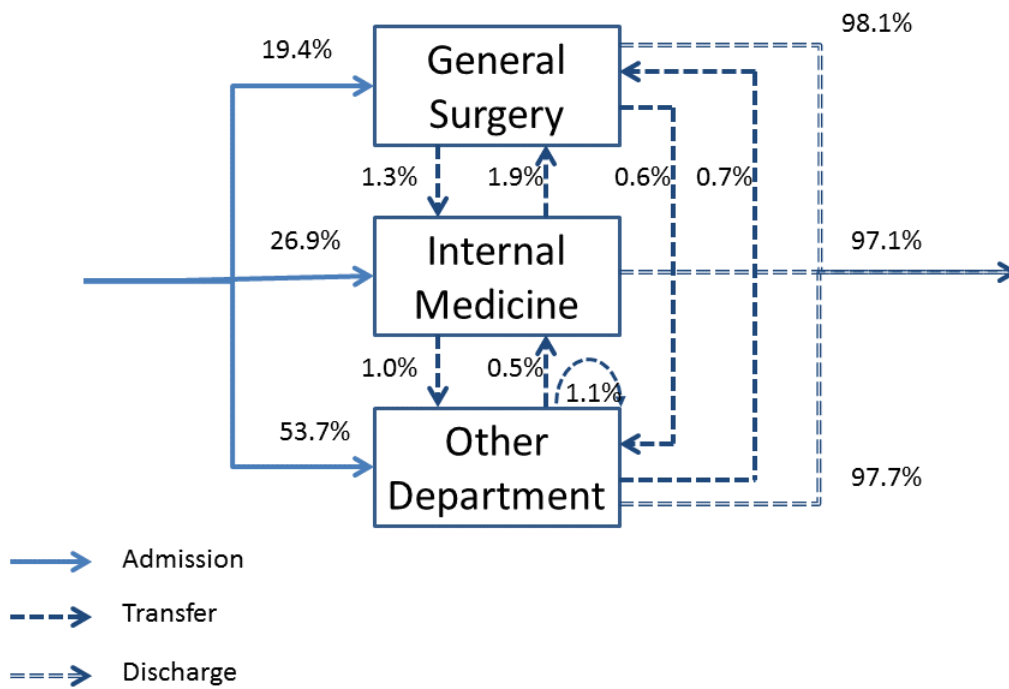 98.1%
19.4%
General
Surgery
1.3%
1.9%
0.6%
0.7%
26.9%
Internal
Medicine
97.1%
1.0%
0.5%
1.1%
53.7%
Other
Department
97.7%
Admission
Transfer
Discharge